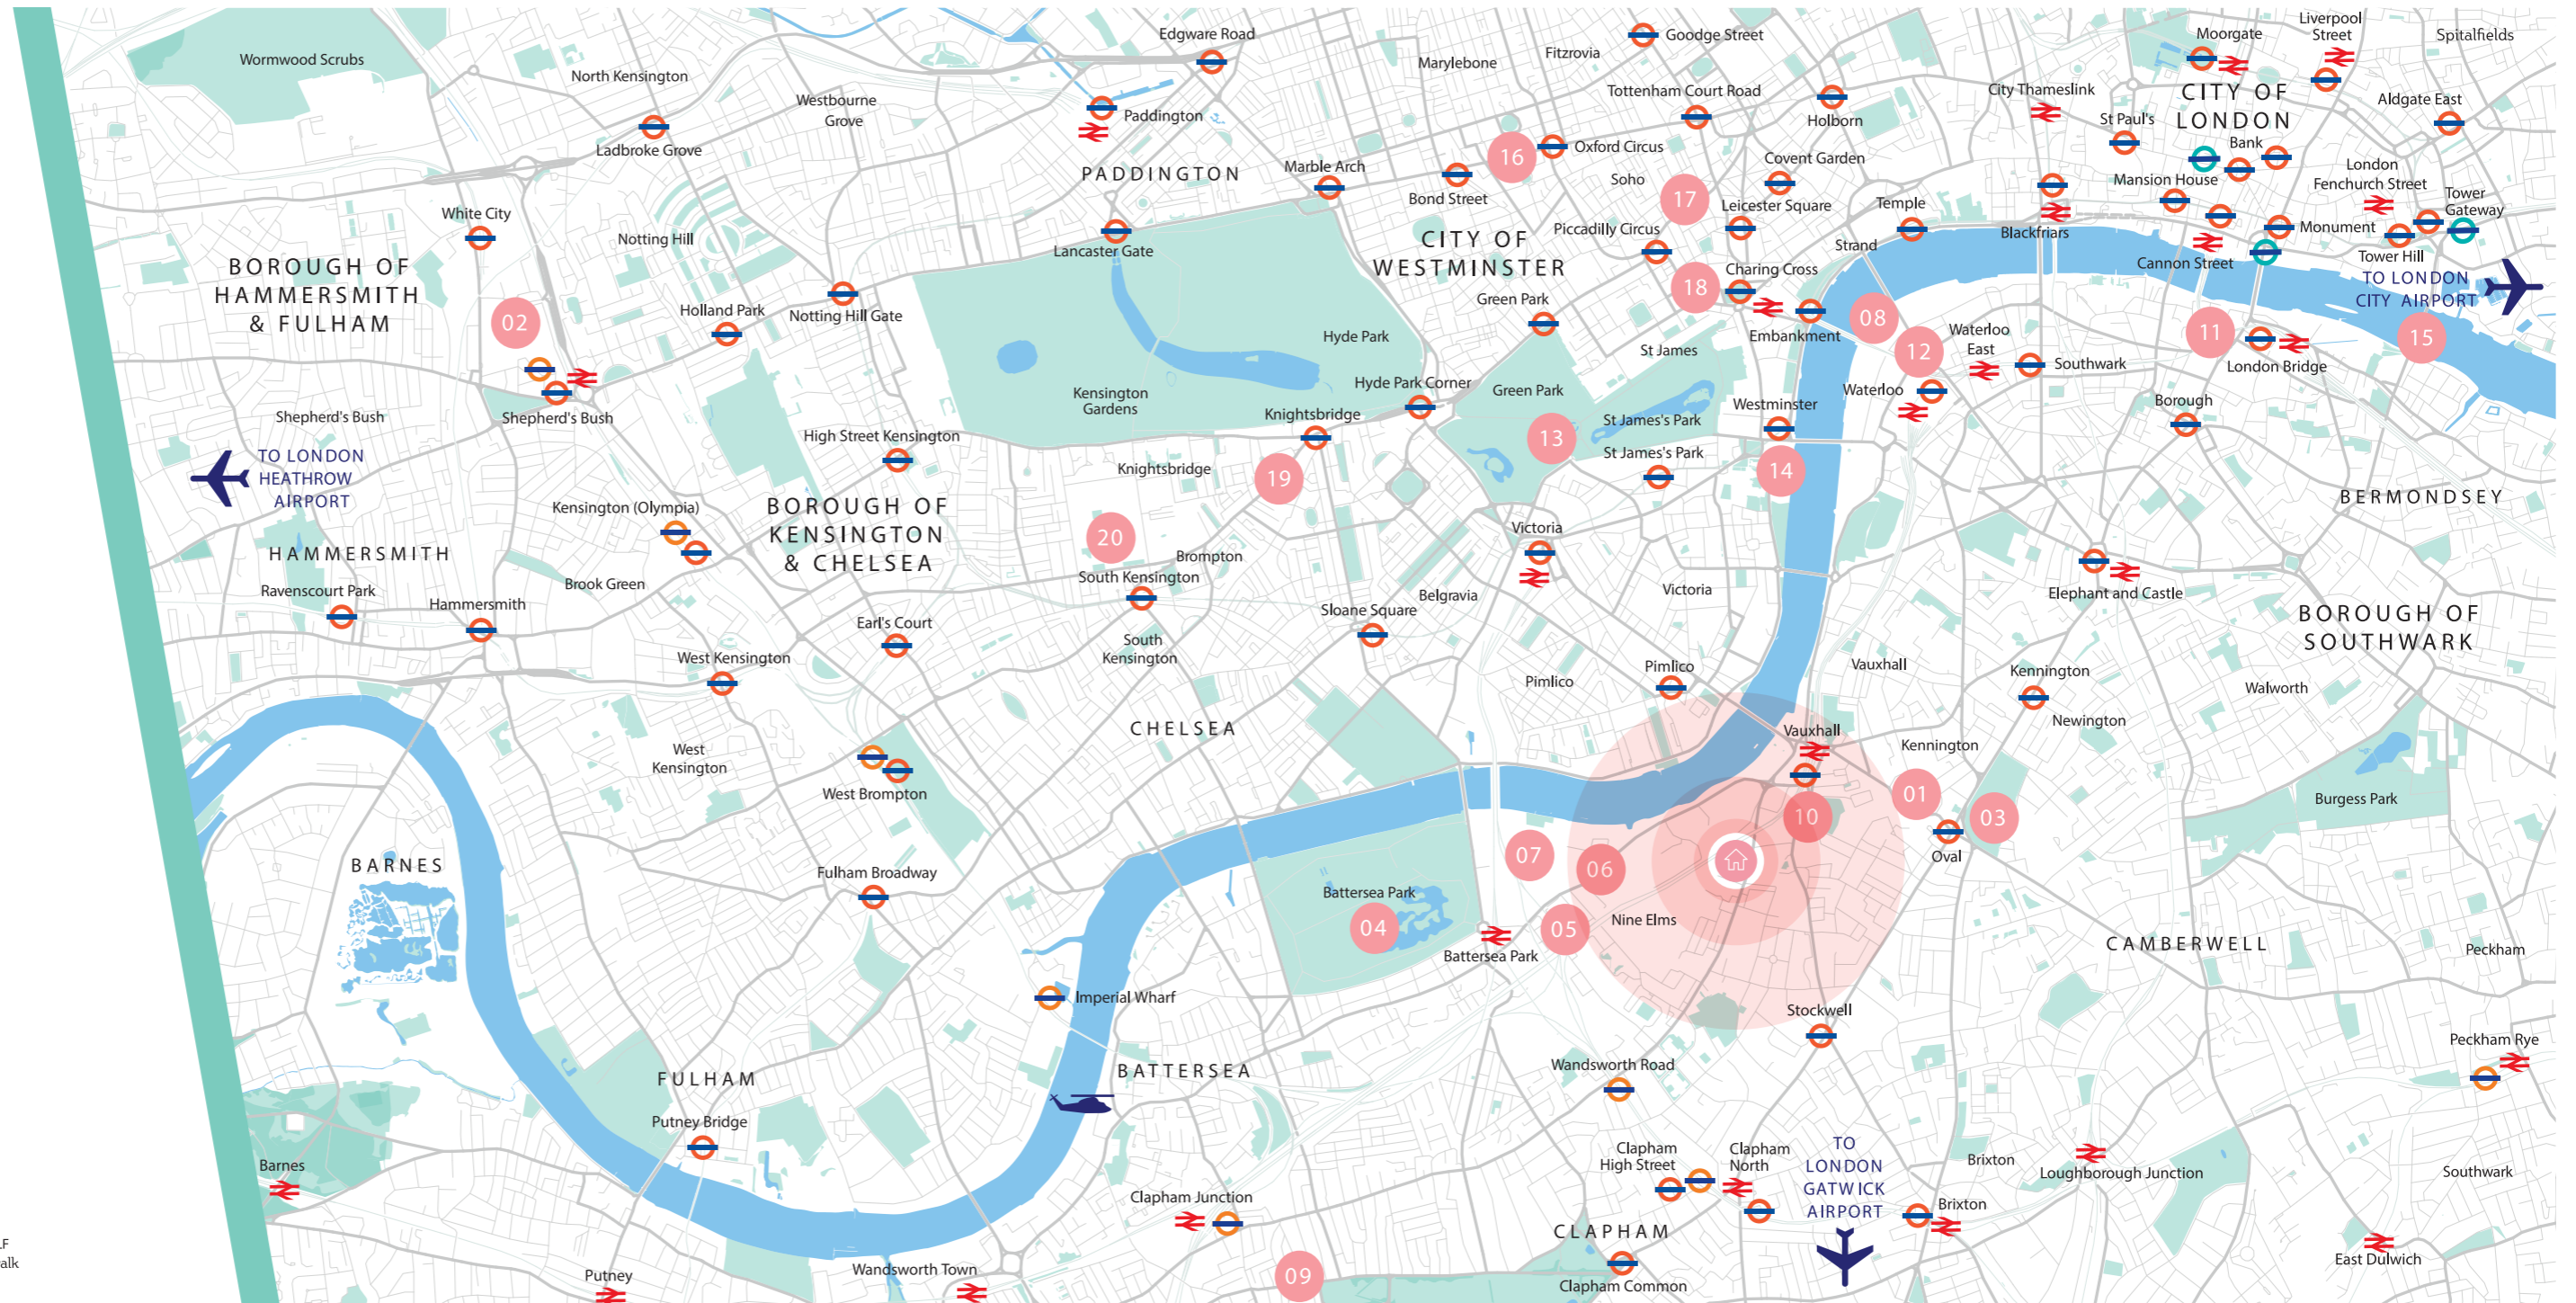 Wormwood Scrubs
North Kensington
Edgware Road
Marylebone
Fitzrovia
Goodge Street
Moorgate
Liverpool
Street
Spitalfields
Westbourne
Grove
Paddington
Tottenham Court Road
Holborn
City Thameslink
CITY OF
LONDON
Aldgate East
Ladbroke Grove
PADDINGTON
Marble Arch
16
Oxford Circus
Covent Garden
St Paul's
Bank
London
Fenchurch Street
Bond Street
Soho
17
Leicester Square
Mansion House
Tower
Gateway
White City
Notting Hill
Lancaster Gate
CITY OF
WESTMINSTER
Piccadilly Circus
Temple
Strand
Blackfriars
Monument
Cannon Street
Tower Hill
BOROUGH OF
HAMMERSMITH
& FULHAM
Charing Cross
18
TO LONDON
CITY AIRPORT
Holland Park
Notting Hill Gate
Green Park
02
Hyde Park
St James
Embankment
08
12
Waterloo
East
Southwark
11
London Bridge
15
Shepherd's Bush
Shepherd's Bush
Kensington
Gardens
Hyde Park Corner
Green Park
Knightsbridge
St James's Park
Westminster
Waterloo
Borough
High Street Kensington
TO LONDON
HEATHROW
AIRPORT
Knightsbridge
19
13
St James's Park
14
BERMONDSEY
Kensington (Olympia)
BOROUGH OF
KENSINGTON
& CHELSEA
20
Victoria
HAMMERSMITH
Brook Green
Brompton
South Kensington
Ravenscourt Park
Hammersmith
Belgravia
Victoria
Elephant and Castle
Earl's Court
Sloane Square
BOROUGH OF
SOUTHWARK
West Kensington
South
Kensington
Pimlico
Pimlico
Vauxhall
Kennington
Walworth
Newington
West
Kensington
CHELSEA
Vauxhall
Kennington
West Brompton
Burgess Park
01
03
10
Oval
07
06
BARNES
Fulham Broadway
Battersea Park
04
05
Nine Elms
Battersea Park
CAMBERWELL
Peckham
Imperial Wharf
Stockwell
Peckham Rye
Wandsworth Road
FULHAM
BATTERSEA
Putney Bridge
Barnes
Clapham
High Street
Clapham
North
TO
LONDON
GATWICK
AIRPORT
Brixton
Loughborough Junction
Southwark
Clapham Junction
Brixton
CLAPHAM
East Dulwich
Putney
Wandsworth Town
09
Clapham Common